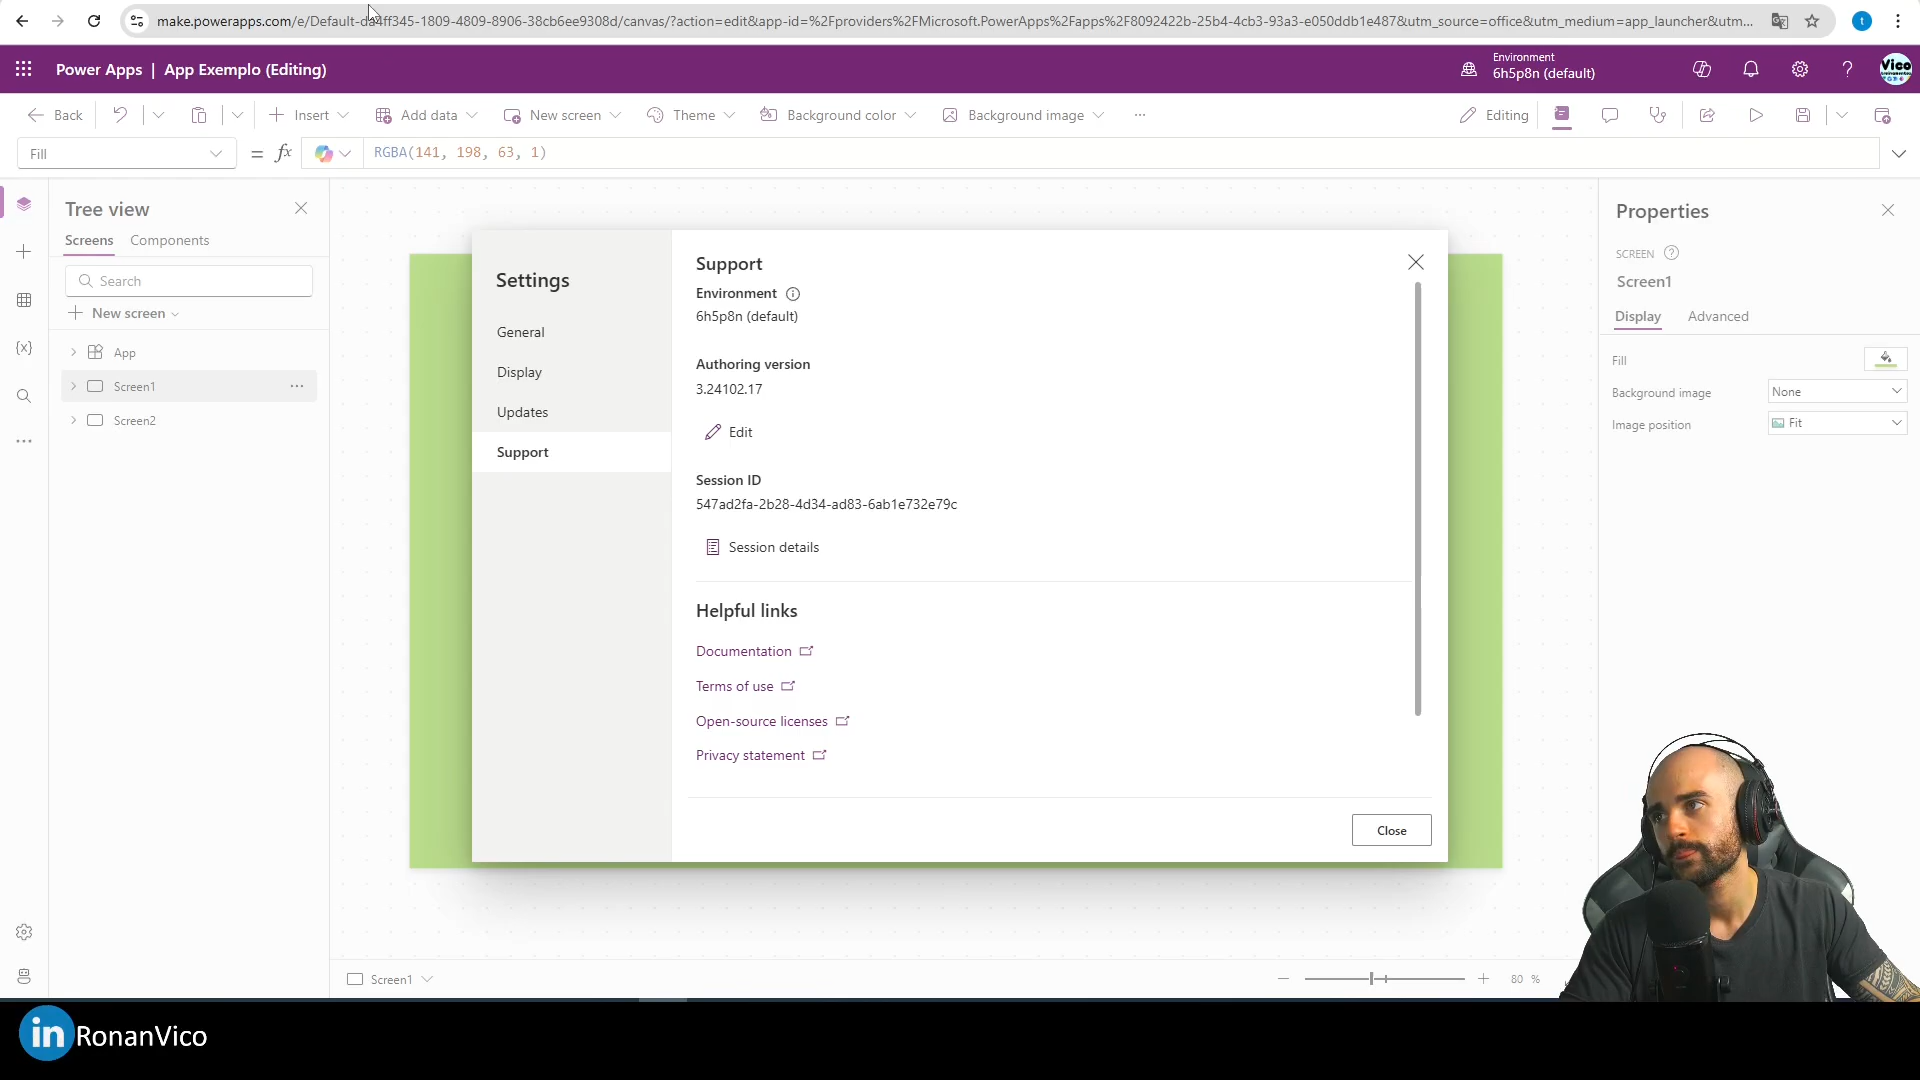 make.powerapps.com/e/Default-d24ff345-1809-4809-8906-38cb6ee9308d/canvas/?action=edit&app-id=%2Fproviders%2FMicrosoft.PowerApps%2Fapps%2F8092422b-25b4-4cb3-93a3-e050ddb1e487&utm_source=office&utm_medium=app_launcher&utm...
t
Power Apps | App Exemplo (Editing)
Environment
6h5p8n (default)
Vico
Back
Insert
Add data
New screen
Theme
Background color
Background image
...
Editing
Fill
= fx
RGBA(141, 198, 63, 1)
Tree view
Screens
Components
Search
New screen
App
Screen1
Screen2
Settings
General
Display
Updates
Support
Support
Environment
6h5p8n (default)
Authoring version
3.24102.17
Edit
Session ID
547ad2fa-2b28-4d34-ad83-6ab1e732e79c
Session details
Helpful links
Documentation
Terms of use
Open-source licenses
Privacy statement
Close
Properties
SCREEN
Screen1
Display
Advanced
Fill
Background image
None
Image position
Fit
Screen1
80 %
in RonanVico